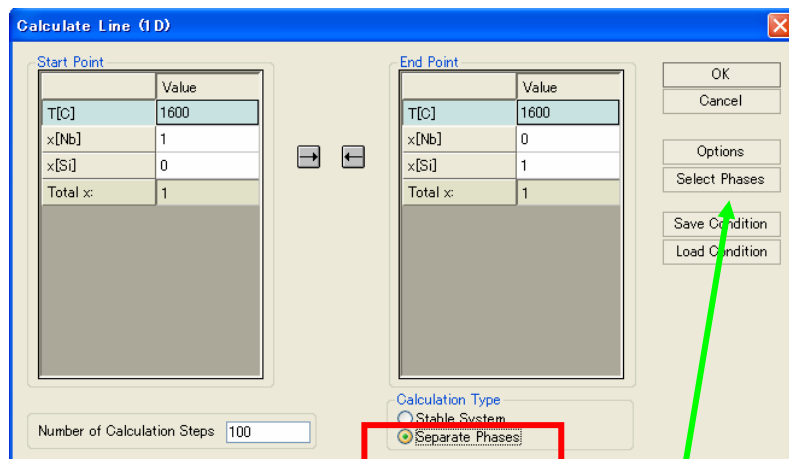 Calculate Line (1D)
Start Point
Value
T[C] 1600
x[Nb] 1
x[Si] 0
Total x: 1
End Point
Value
T[C] 1600
x[Nb] 0
x[Si] 1
Total x: 1
OK
Cancel
Options
Select Phases
Save Condition
Load Condition
Number of Calculation Steps 100
Calculation Type
Stable System
Separate Phases